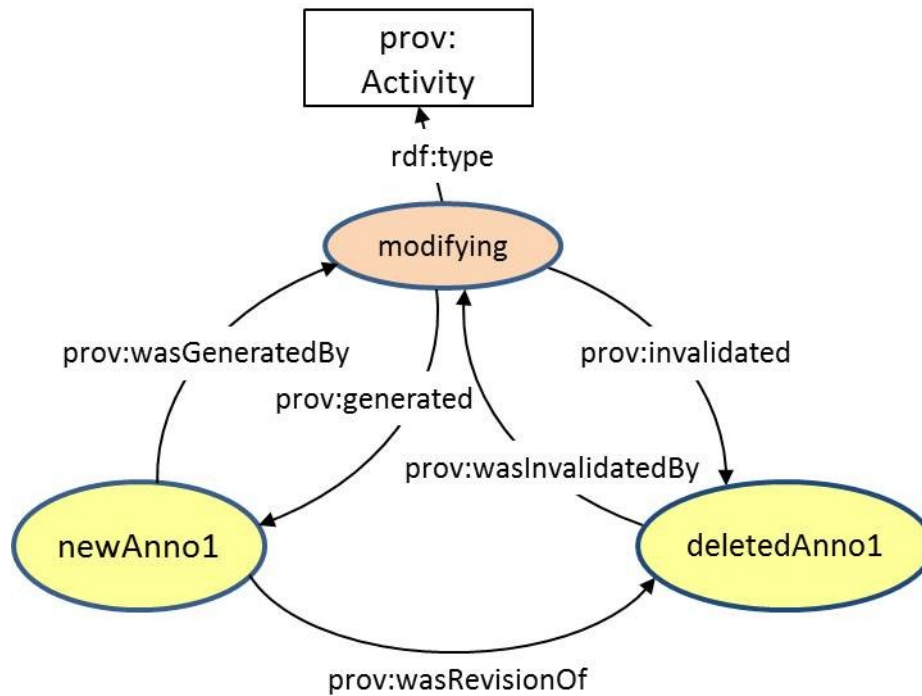 prov:
Activity
rdf:type
modifying
prov:wasGeneratedBy
prov:invalidated
prov:generated
prov:wasInvalidatedBy
newAnno1
deletedAnno1
prov:wasRevisionOf